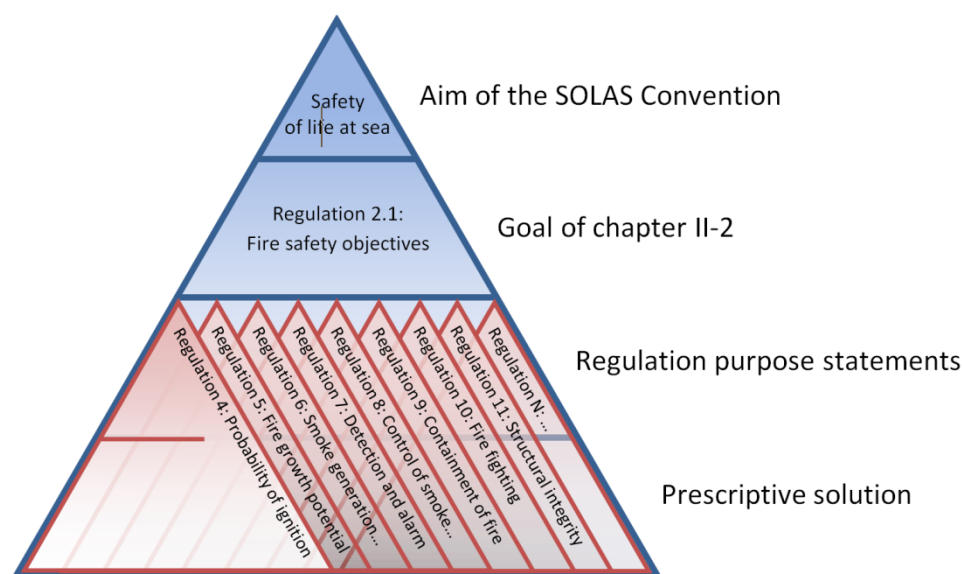 Safety
of life at sea
Aim of the SOLAS Convention
Regulation 2.1:
Fire safety objectives
Goal of chapter II-2
Regulation 4: Probability of ignition
Regulation 5: Fire growth potential
Regulation 6: Smoke generation...
Regulation 7: Detection and alarm
Regulation 8: Control of smoke...
Regulation 9: Containment of fire
Regulation 10: Fire fighting
Regulation 11: Structural integrity
Regulation N: ...
Regulation purpose statements
Prescriptive solution